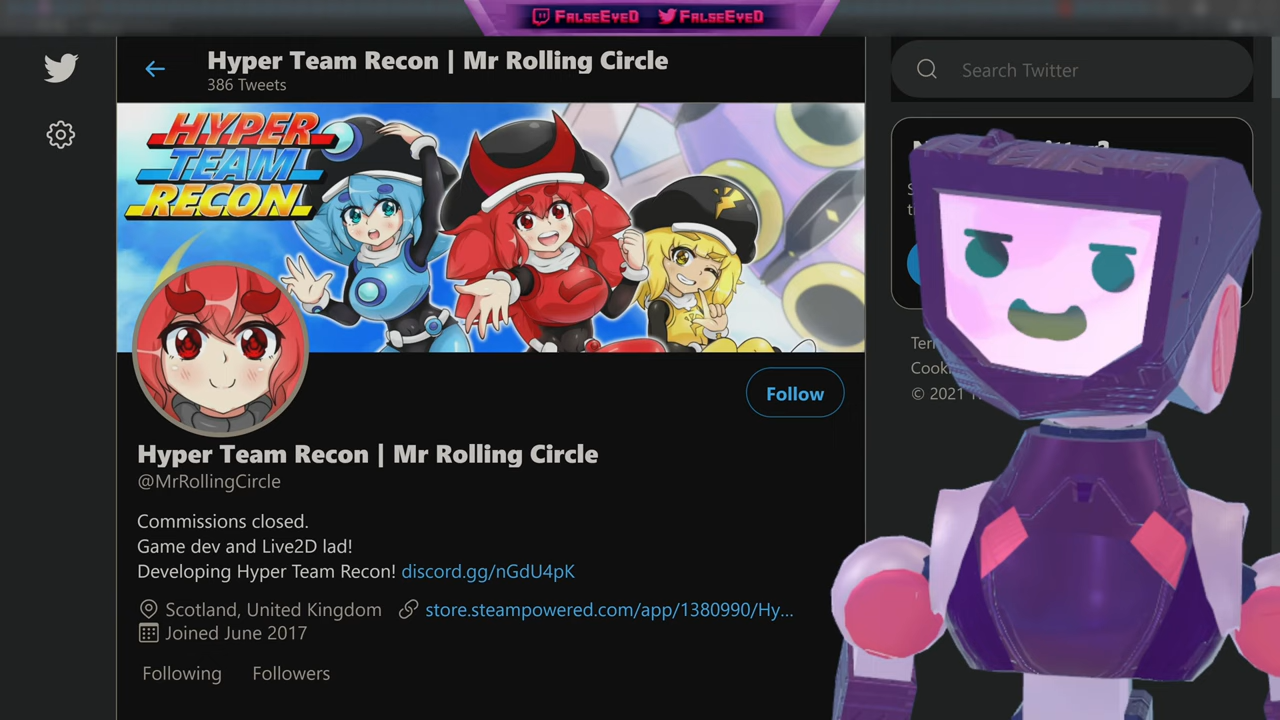 FalseEyeD FalseEyeD
Hyper Team Recon | Mr Rolling Circle
386 Tweets
Search Twitter
HYPER
TEAM
RECON
Follow
Hyper Team Recon | Mr Rolling Circle
@MrRollingCircle
Commissions closed.
Game dev and Live2D lad!
Developing Hyper Team Recon! discord.gg/nGdU4pK
Scotland, United Kingdom store.steampowered.com/app/1380990/Hy...
Joined June 2017
Following Followers
© 2021